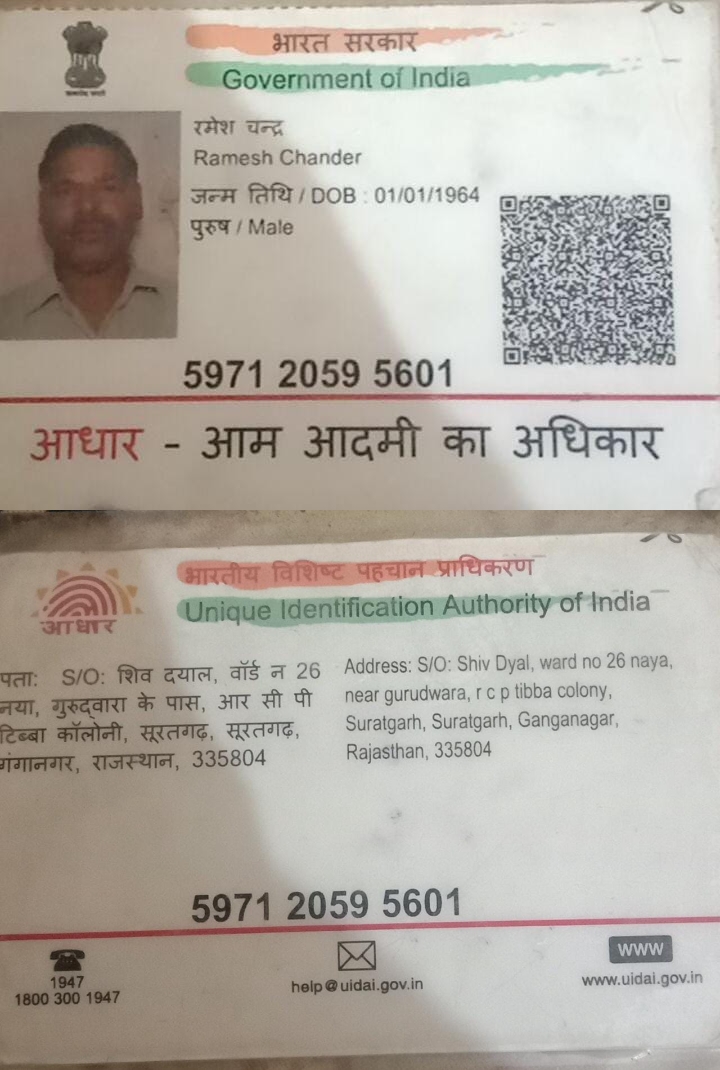 भारत सरकार
Government of India
रमेश चन्द्र
Ramesh Chander
जन्म तिथि / DOB : 01/01/1964
पुरुष / Male
5971 2059 5601
आधार - आम आदमी का अधिकार
भारतीय विशिष्ट पहचान प्राधिकरण
Unique Identification Authority of India
आधार
पता: S/O: शिव दयाल, वॉर्ड न 26
नया, गुरुद्वारा के पास, आर सी पी
टिब्बा कॉलोनी, सूरतगढ़, सूरतगढ़,
गंगानगर, राजस्थान, 335804
Address: S/O: Shiv Dyal, ward no 26 naya,
near gurudwara, r c p tibba colony,
Suratgarh, Suratgarh, Ganganagar,
Rajasthan, 335804
5971 2059 5601
1947
1800 300 1947
help@uidai.gov.in
www
www.uidai.gov.in